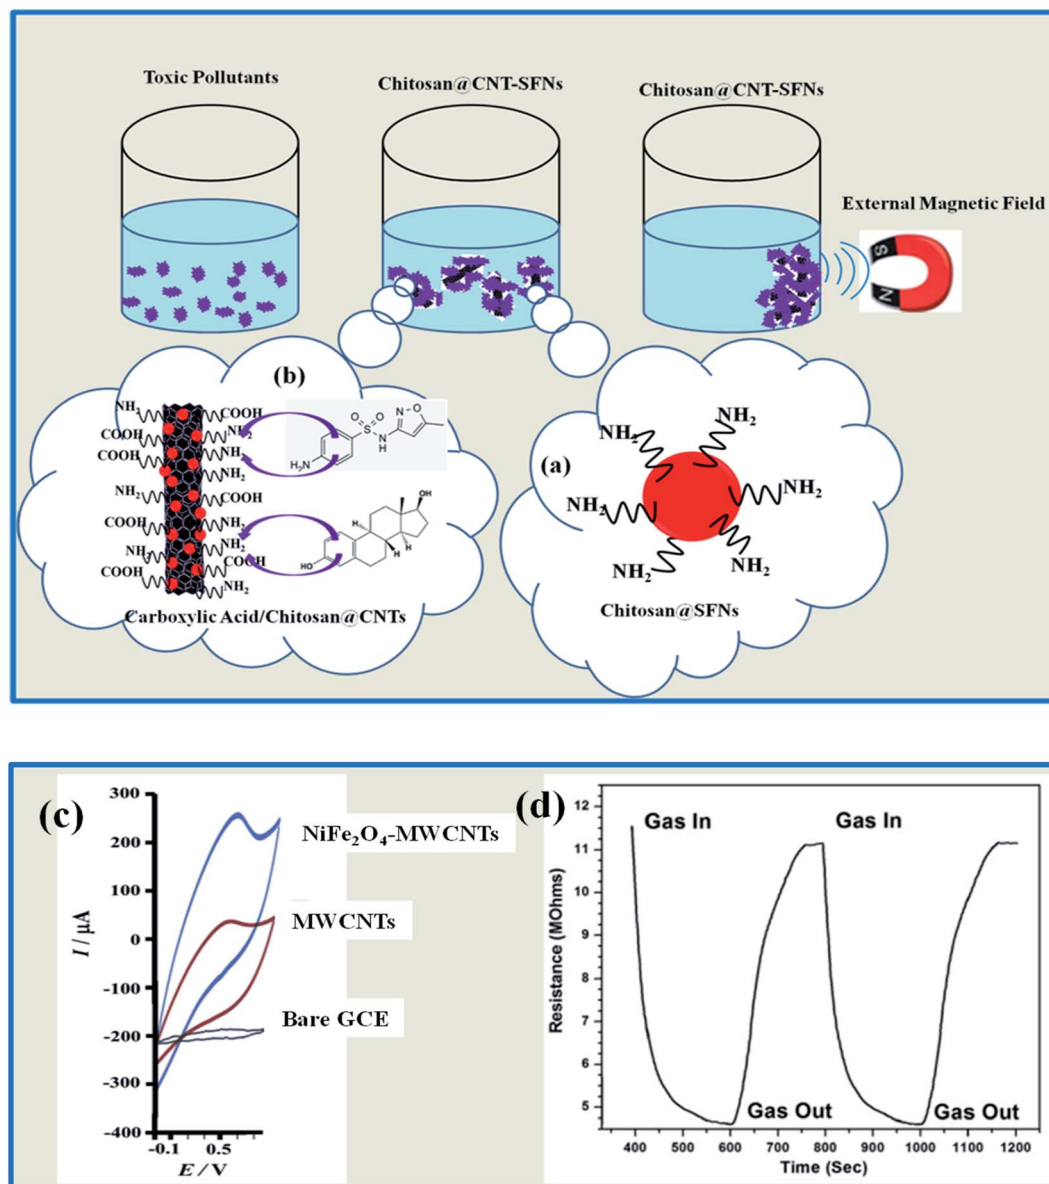 Toxic Pollutants
Chitosan@CNT-SFNs
Chitosan@CNT-SFNs
External Magnetic Field
S
N
(b)
NH₂
COOH
COOH
NH₂
COOH
NH₂
NH₂
NH₂
COOH
COOH
NH₂
NH₂
NH₂
COOH
COOH
NH₂
O
O
S
N
H
N
O
H₂N
OH
H
H
H
HO
Carboxylic Acid/Chitosan@CNTs
(a)
NH₂
NH₂
NH₂
NH₂
NH₂
NH₂
Chitosan@SFNs
(c)
300
200
100
0
-100
-200
-300
-400
I / μA
-0.1
0.5
E / V
NiFe₂O₄-MWCNTs
MWCNTs
Bare GCE
(d)
12
11
10
9
8
7
6
5
Resistance (MOhms)
Gas In
Gas In
Gas Out
Gas Out
400 500 600 700 800 900 1000 1100 1200
Time (Sec)